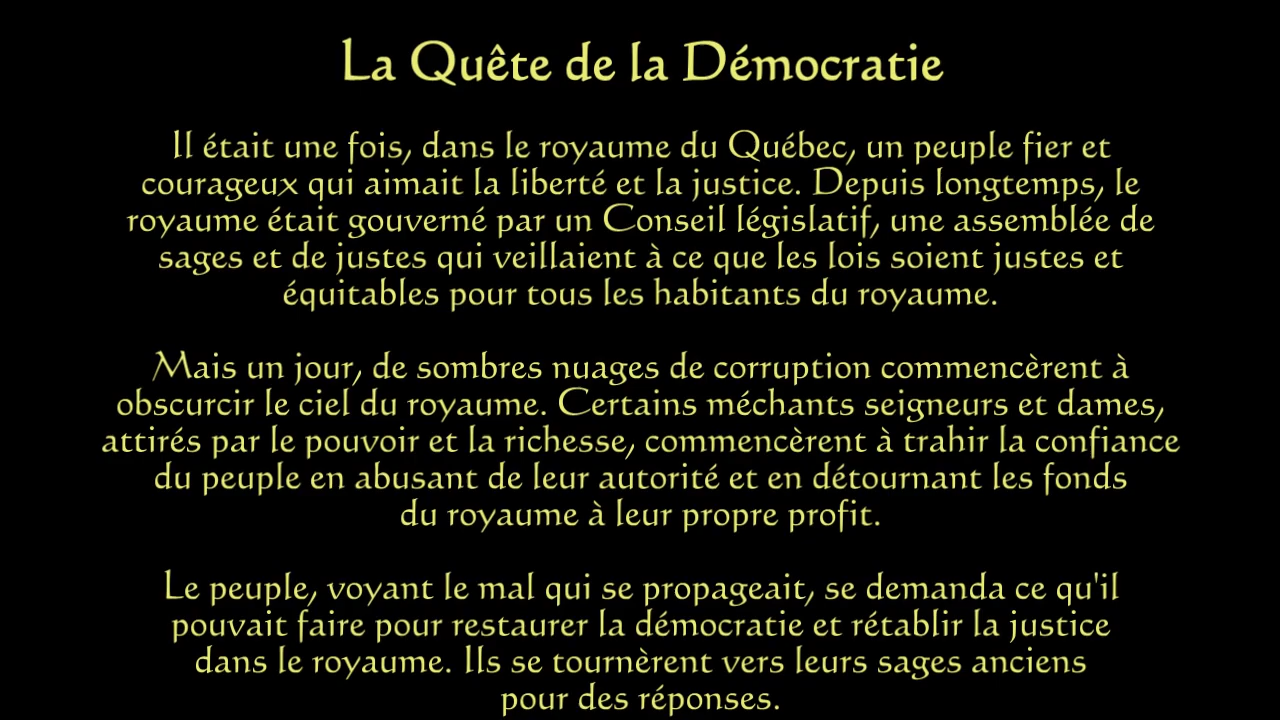 La Quête de la Démocratie
Il était une fois, dans le royaume du Québec, un peuple fier et
courageux qui aimait la liberté et la justice. Depuis longtemps, le
royaume était gouverné par un Conseil législatif, une assemblée de
sages et de justes qui veillaient à ce que les lois soient justes et
équitables pour tous les habitants du royaume.
Mais un jour, de sombres nuages de corruption commencèrent à
obscurcir le ciel du royaume. Certains méchants seigneurs et dames,
attirés par le pouvoir et la richesse, commencèrent à trahir la confiance
du peuple en abusant de leur autorité et en détournant les fonds
du royaume à leur propre profit.
Le peuple, voyant le mal qui se propageait, se demanda ce qu'il
pouvait faire pour restaurer la démocratie et rétablir la justice
dans le royaume. Ils se tournèrent vers leurs sages anciens
pour des réponses.